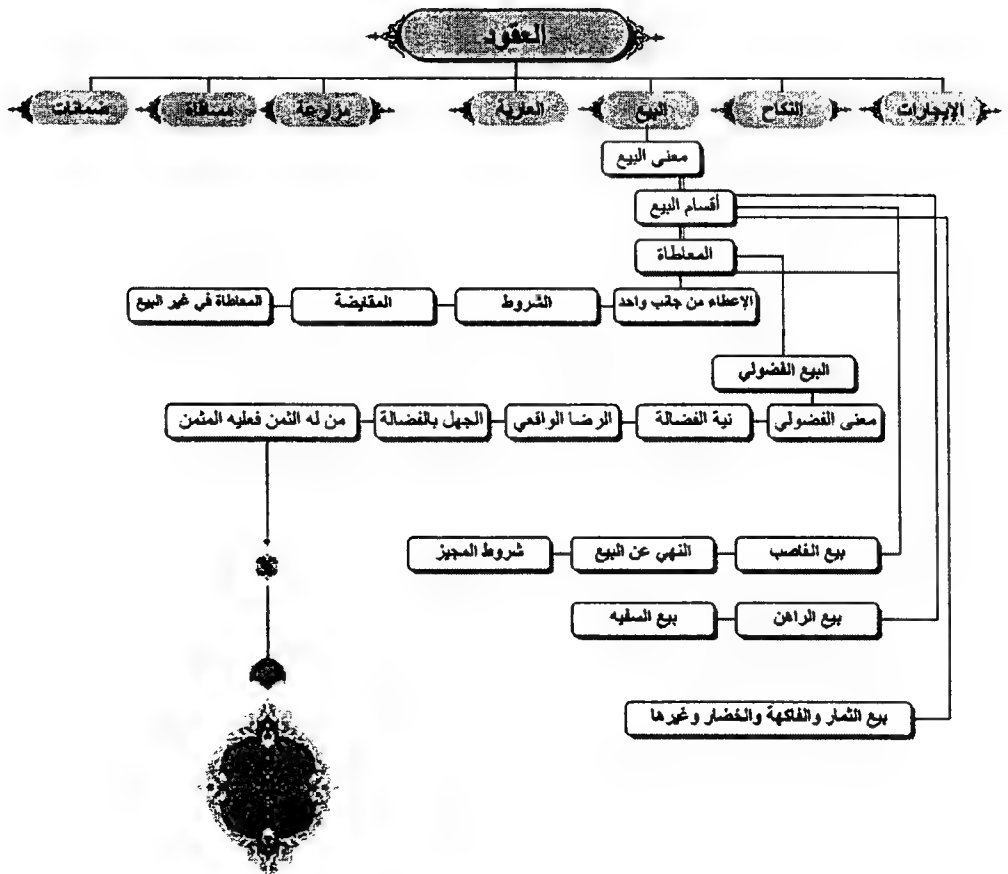 العقود
الإيجارات
النكاح
البيع
العارية
مزارعة
مساقاة
ضمانات
معنى البيع
أقسام البيع
المعاطاة
الإعطاء من جانب واحد
الشروط
المقايضة
المعاطاة في غير البيع
البيع الفضولي
معنى الفضولي
نية الفضالة
الرضا الواقعي
الجهل بالفضالة
من له الثمن فعليه المثمن
بيع الغاصب
النهي عن البيع
شروط المجيز
بيع الراهن
بيع السفيه
بيع الثمار والفاكهة والخضار وغيرها